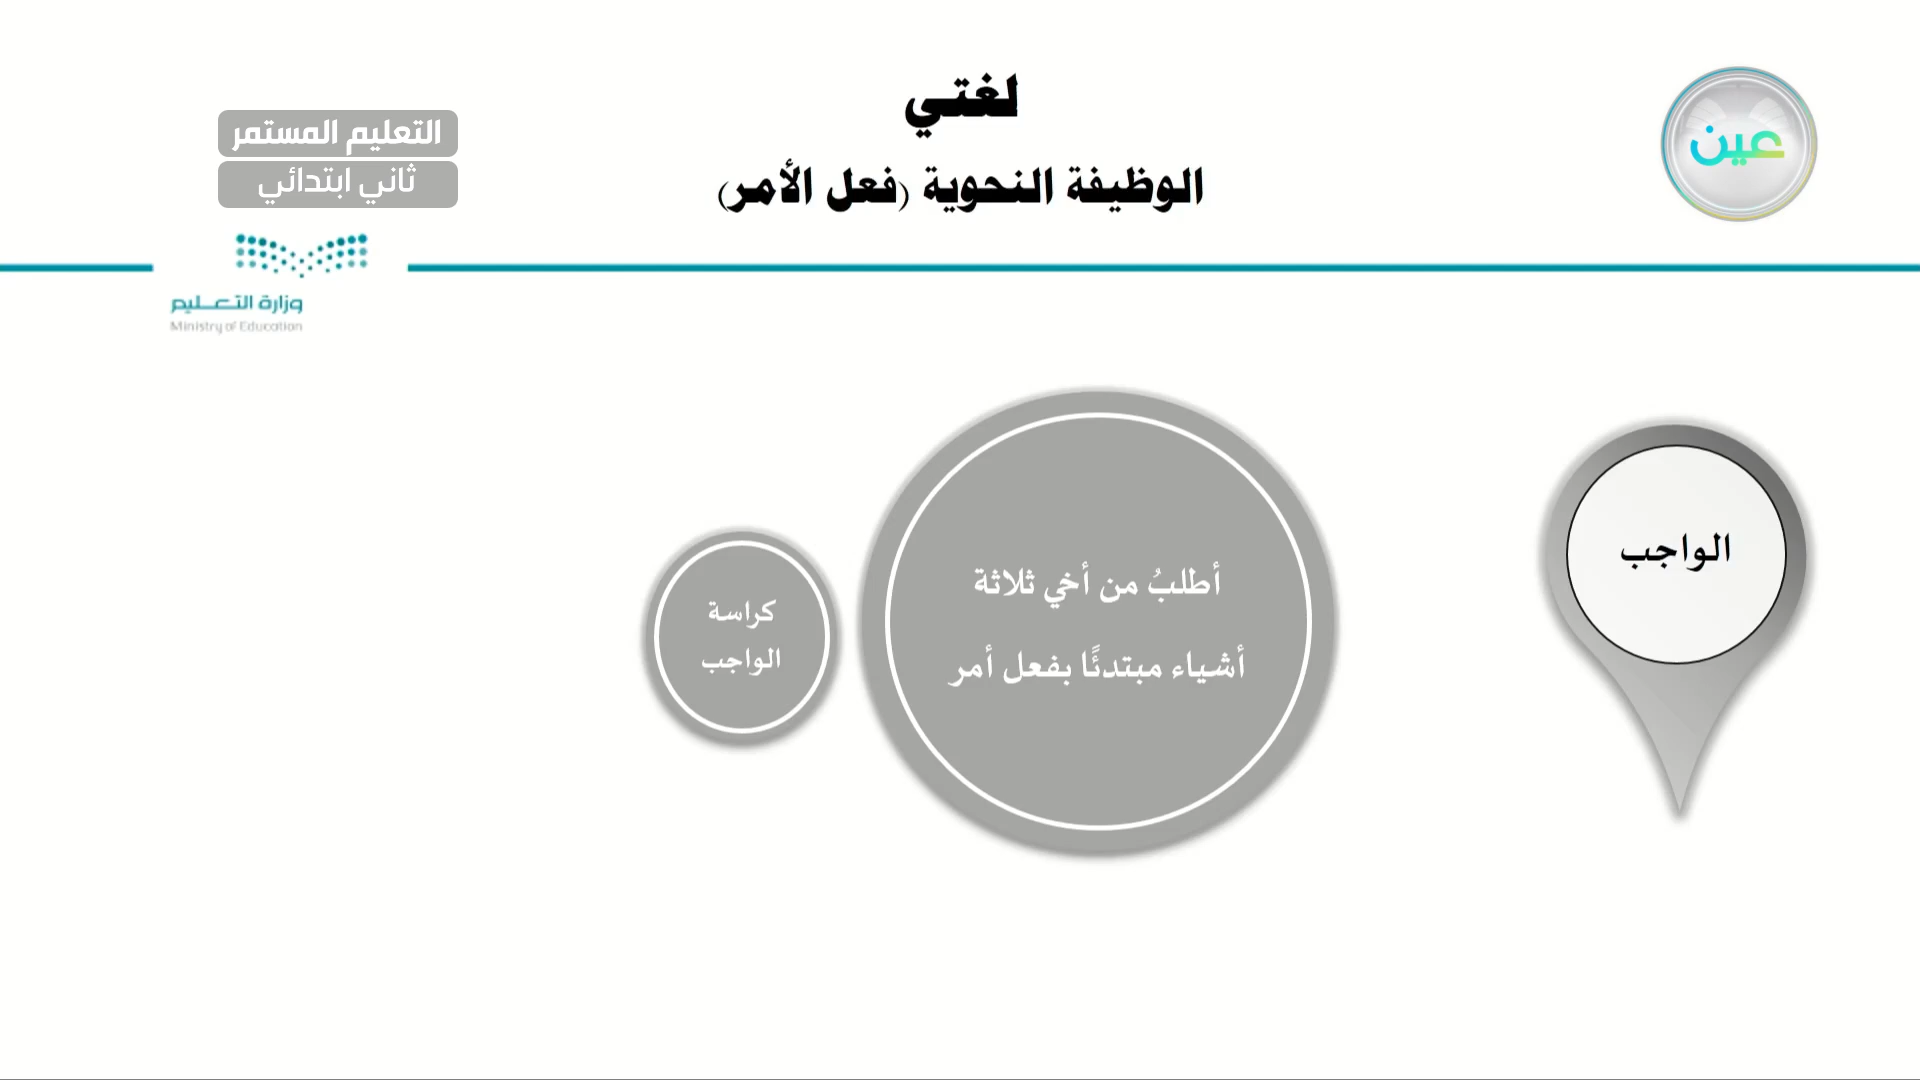 لغتي
الوظيفة النحوية (فعل الأمر)
عين
التعليم المستمر
ثاني ابتدائي
وزارة التعليم
Ministry of Education
الواجب
أطلبُ من أخي ثلاثة
أشياء مبتدئًا بفعل أمر
كراسة
الواجب